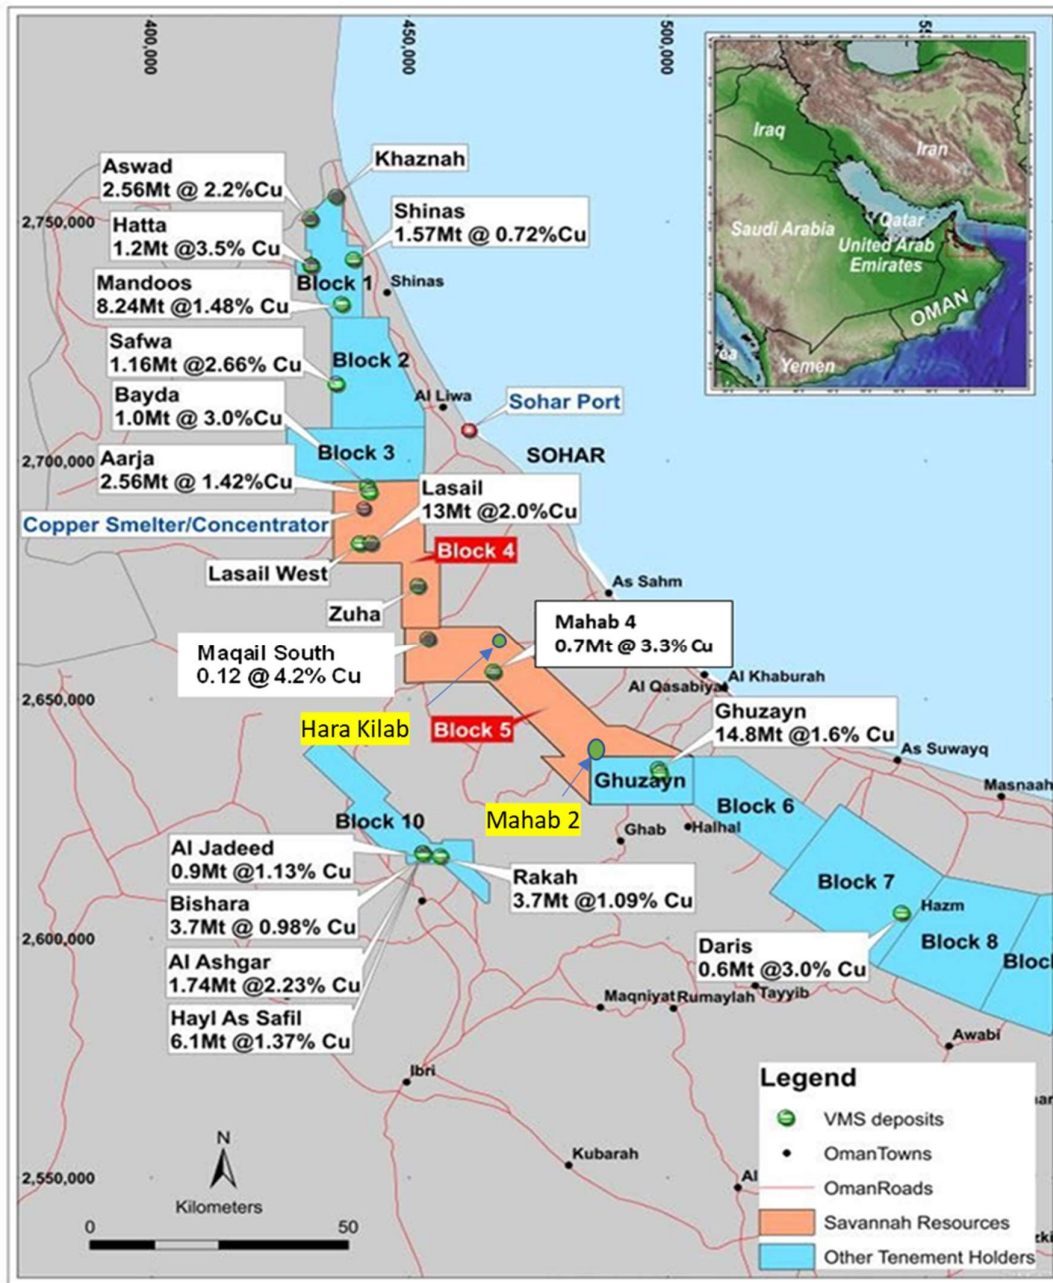 400,000
450,000
500,000
Iraq
Iran
Saudi Arabia
Qatar
United Arab
Emirates
OMAN
Yemen
Khaznah
Aswad
2.56Mt @ 2.2%Cu
2,750,000
Shinas
1.57Mt @ 0.72%Cu
Hatta
1.2Mt @3.5% Cu
Block 1
Shinas
Mandoos
8.24Mt @1.48% Cu
Safwa
1.16Mt @2.66% Cu
Block 2
Bayda
1.0Mt @ 3.0%Cu
Al Liwa
Sohar Port
Block 3
SOHAR
2,700,000
Aarja
2.56Mt @ 1.42%Cu
Lasail
13Mt @2.0%Cu
Copper Smelter/Concentrator
Block 4
Lasail West
As Sahm
Zuha
Mahab 4
0.7Mt @ 3.3% Cu
Maqail South
0.12 @ 4.2% Cu
Al Khaburah
Al Qasabiya
2,650,000
Hara Kilab
Block 5
Ghuzayn
14.8Mt @1.6% Cu
As Suwayq
Ghuzayn
Masnaah
Block 6
Mahab 2
Block 10
Ghab
Halhal
Al Jadeed
0.9Mt @1.13% Cu
Rakah
3.7Mt @1.09% Cu
Block 7
Bishara
3.7Mt @ 0.98% Cu
Hazm
2,600,000
Daris
0.6Mt @3.0% Cu
Block 8
Bloc
Al Ashgar
1.74Mt @2.23% Cu
Maqniyat
Rumaylah
Tayyib
Hayl As Safil
6.1Mt @1.37% Cu
Awabi
Ibri
Legend
VMS deposits
OmanTowns
OmanRoads
Savannah Resources
Other Tenement Holders
Kubarah
2,550,000
Al
N
Kilometers
0
50